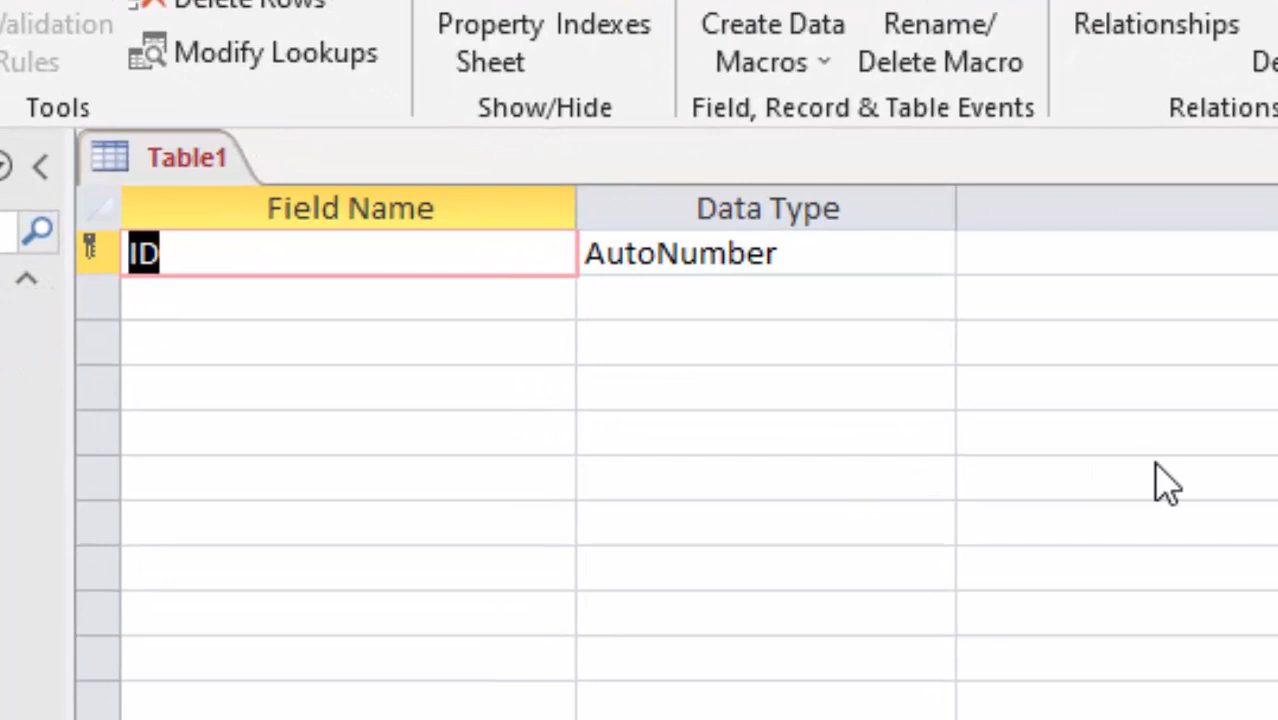 Delete Rows
Validation
Rules
Modify Lookups
Tools
Property
Sheet
Indexes
Show/Hide
Create Data
Macros
Rename/
Delete Macro
Field, Record & Table Events
Relationships
Table1
Field Name Data Type
ID AutoNumber